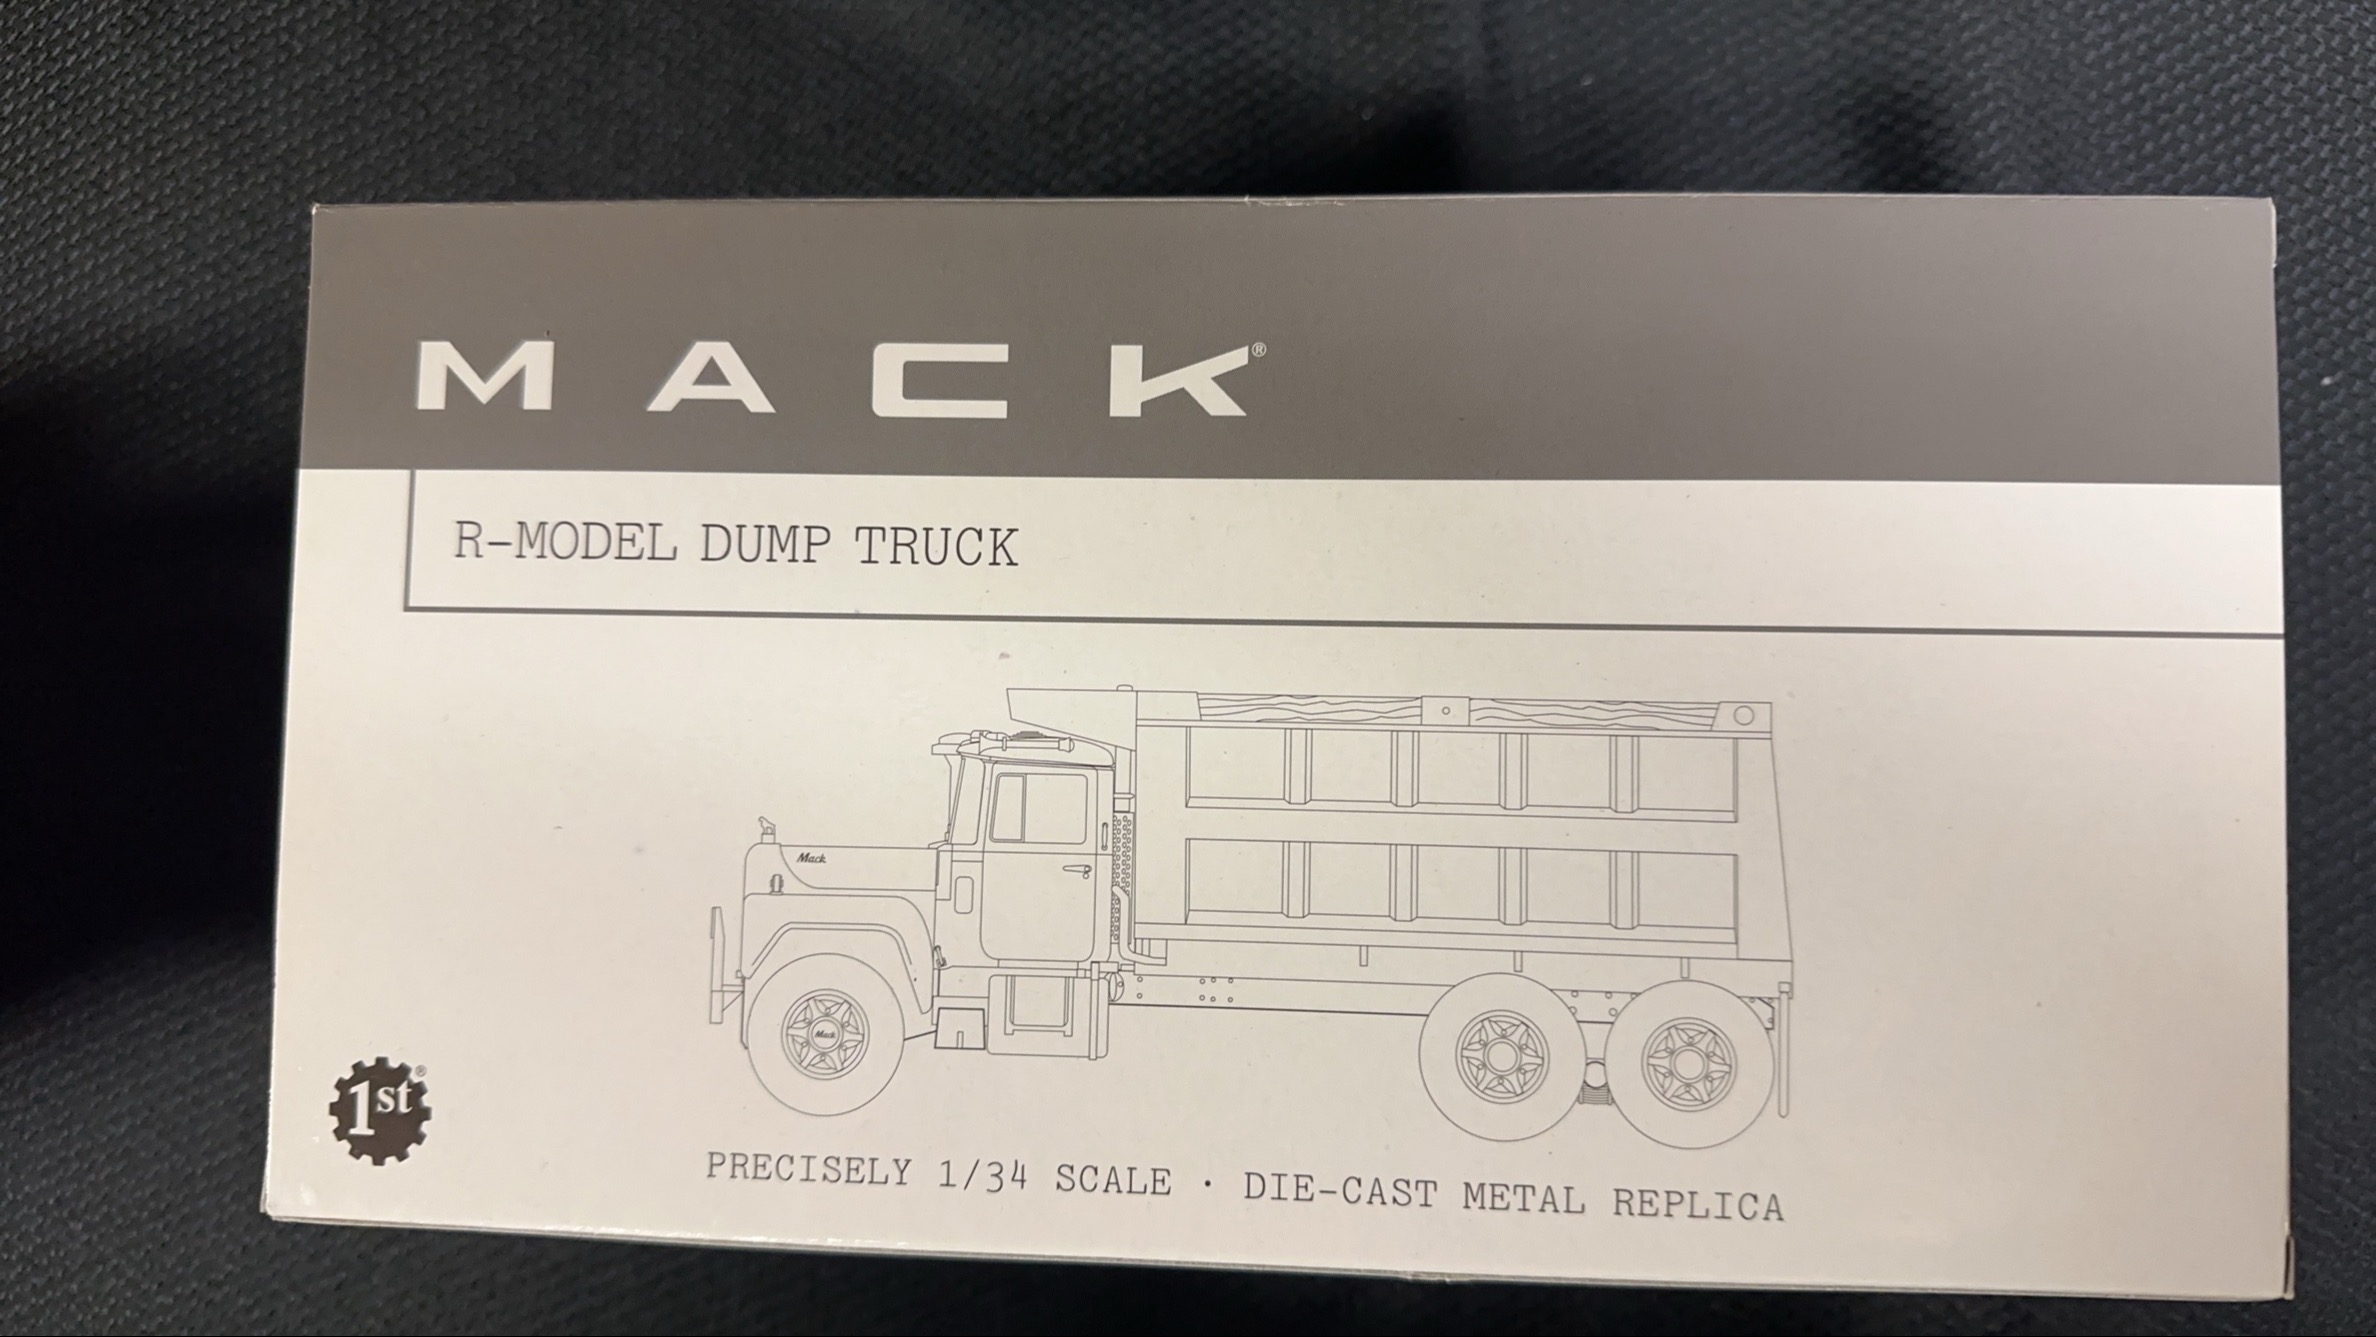 MACK®
R-MODEL DUMP TRUCK
Mack
Mack
1st®
PRECISELY 1/34 SCALE · DIE-CAST METAL REPLICA